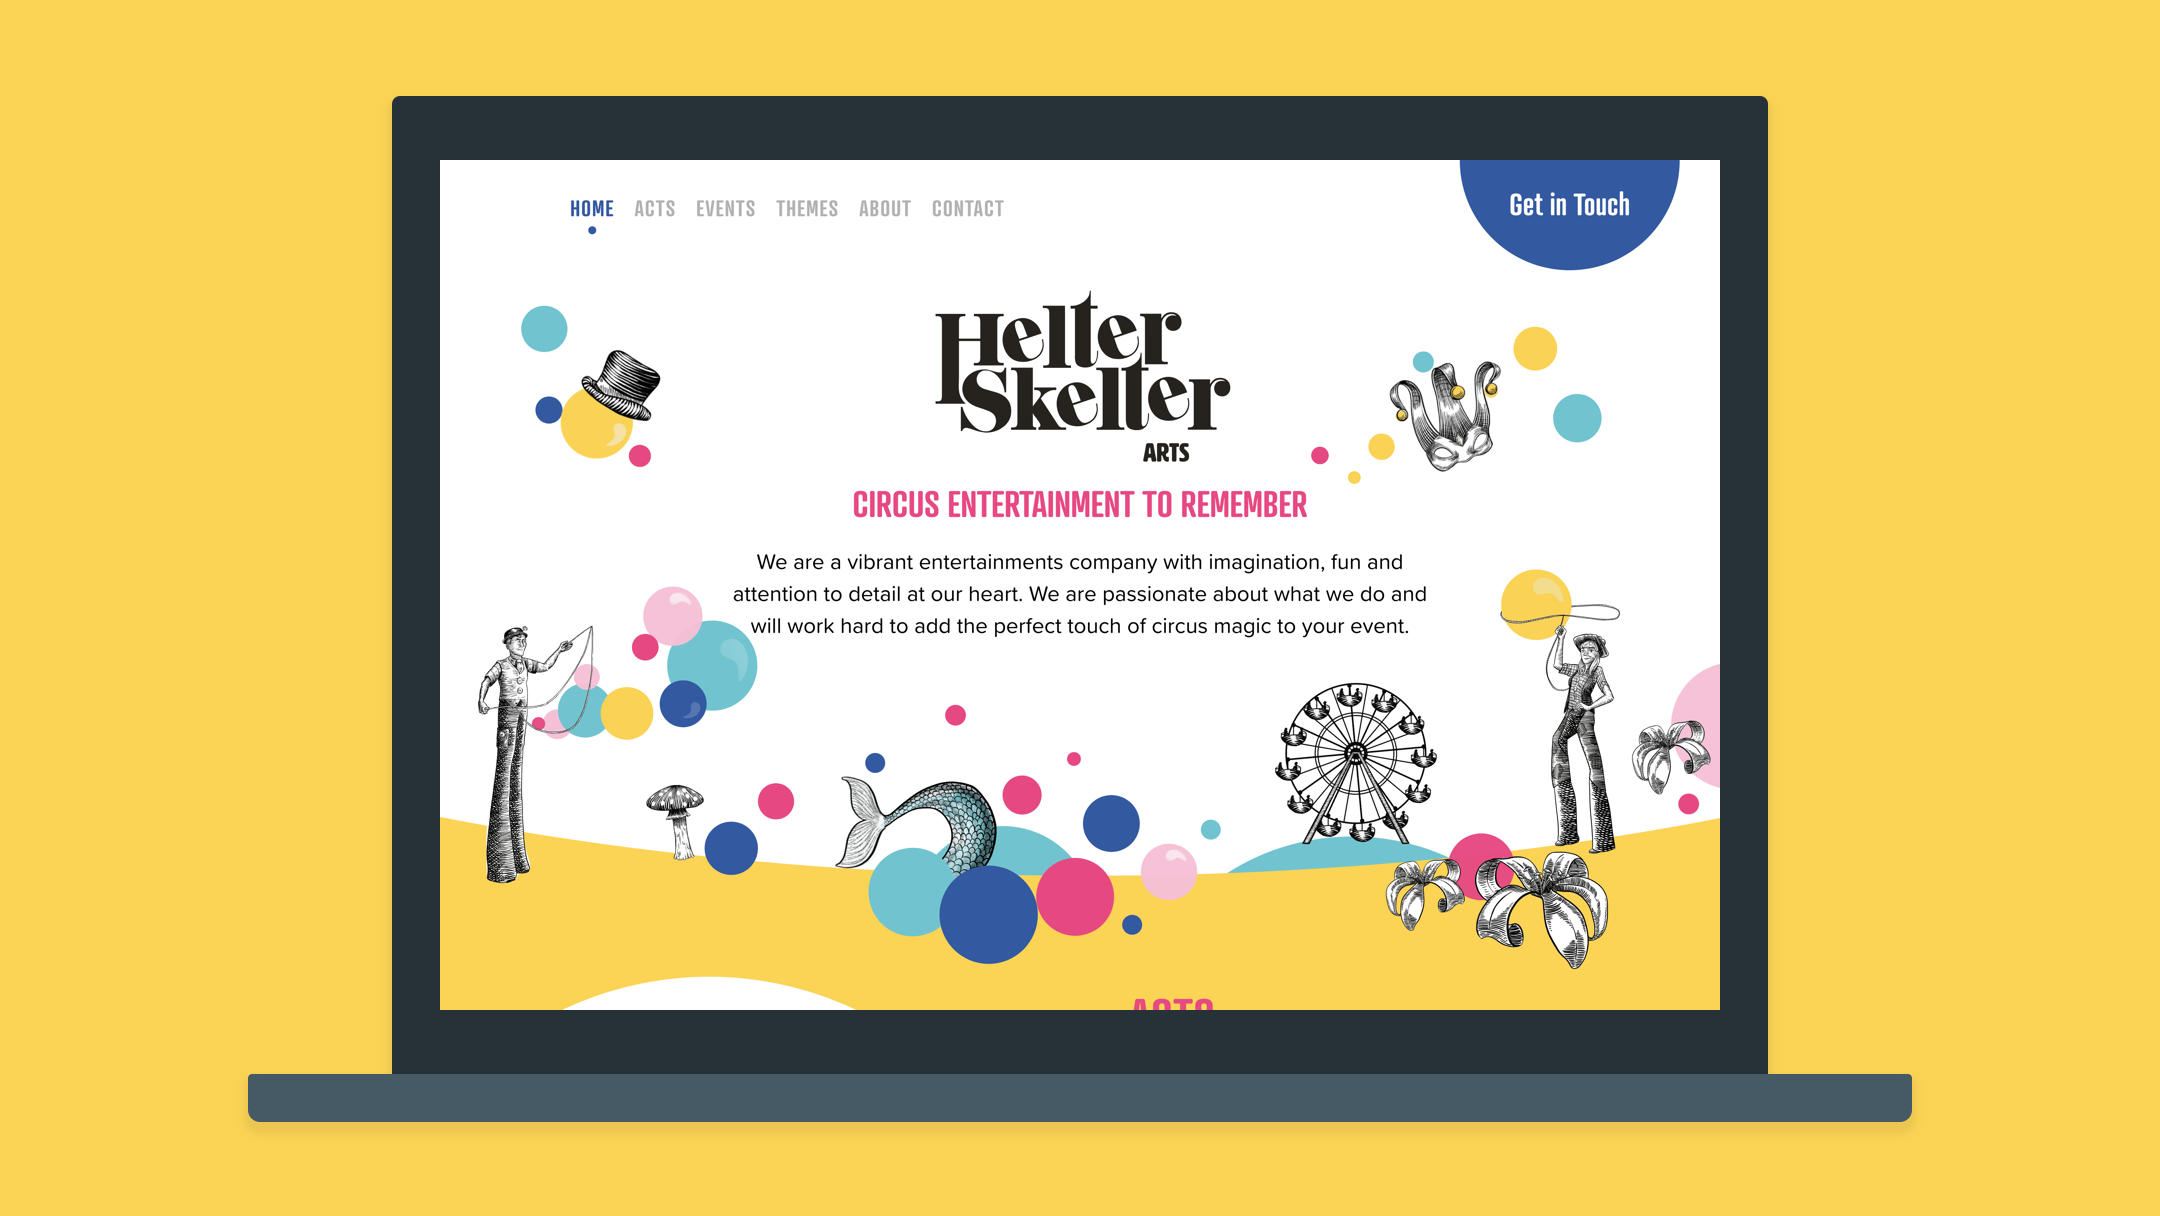 HOME ACTS EVENTS THEMES ABOUT CONTACT
Get in Touch
Helter
Skelter
ARTS
CIRCUS ENTERTAINMENT TO REMEMBER
We are a vibrant entertainments company with imagination, fun and
attention to detail at our heart. We are passionate about what we do and
will work hard to add the perfect touch of circus magic to your event.
ACTS